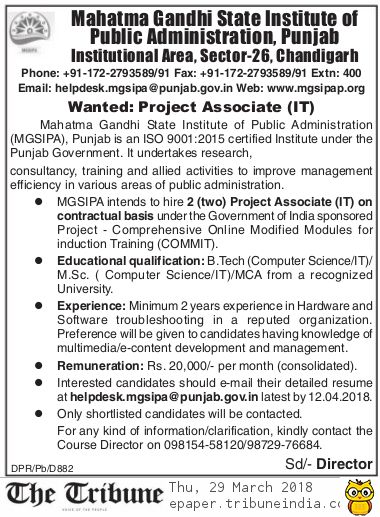 Mahatma Gandhi State Institute of
Public Administration, Punjab
Institutional Area, Sector-26, Chandigarh
Phone: +91-172-2793589/91 Fax: +91-172-2793589/91 Extn: 400
Email: helpdesk.mgsipa@punjab.gov.in Web: www.mgsipap.org
MGSIPA
Wanted: Project Associate (IT)
Mahatma Gandhi State Institute of Public Administration
(MGSIPA), Punjab is an ISO 9001:2015 certified Institute under the
Punjab Government. It undertakes research,
consultancy, training and allied activities to improve management
efficiency in various areas of public administration.
● MGSIPA intends to hire 2 (two) Project Associate (IT) on
contractual basis under the Government of India sponsored
Project - Comprehensive Online Modified Modules for
induction Training (COMMIT).
● Educational qualification: B.Tech (Computer Science/IT)/
M.Sc. ( Computer Science/IT)/MCA from a recognized
University.
● Experience: Minimum 2 years experience in Hardware and
Software troubleshooting in a reputed organization.
Preference will be given to candidates having knowledge of
multimedia/e-content development and management.
● Remuneration: Rs. 20,000/- per month (consolidated).
● Interested candidates should e-mail their detailed resume
at helpdesk.mgsipa@punjab.gov.in latest by 12.04.2018.
● Only shortlisted candidates will be contacted.
For any kind of information/clarification, kindly contact the
Course Director on 098154-58120/98729-76684.
Sd/- Director
DPR/Pb/D882
The Tribune
VOICE OF THE PEOPLE
Thu, 29 March 2018
epaper.tribuneindia.c